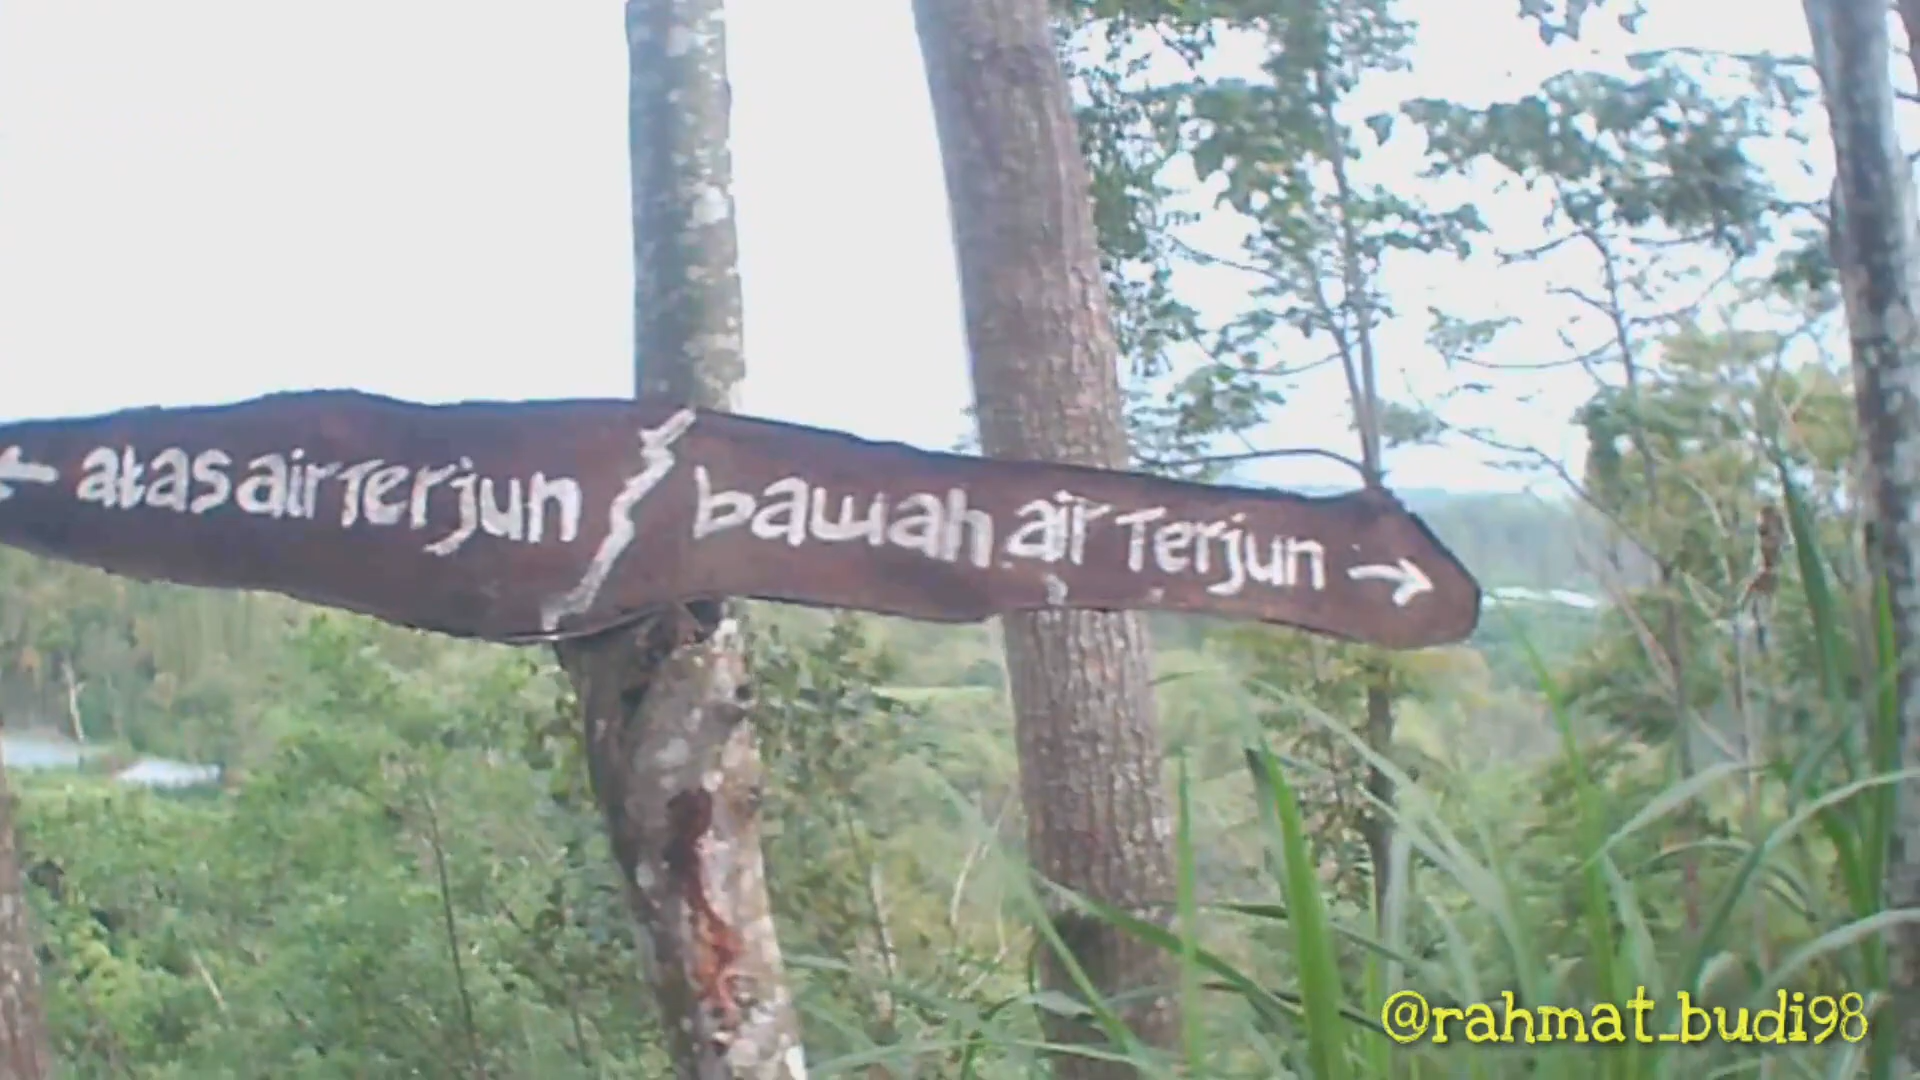 ← atas air Terjun / bawah air Terjun →
@rahmat_budi98